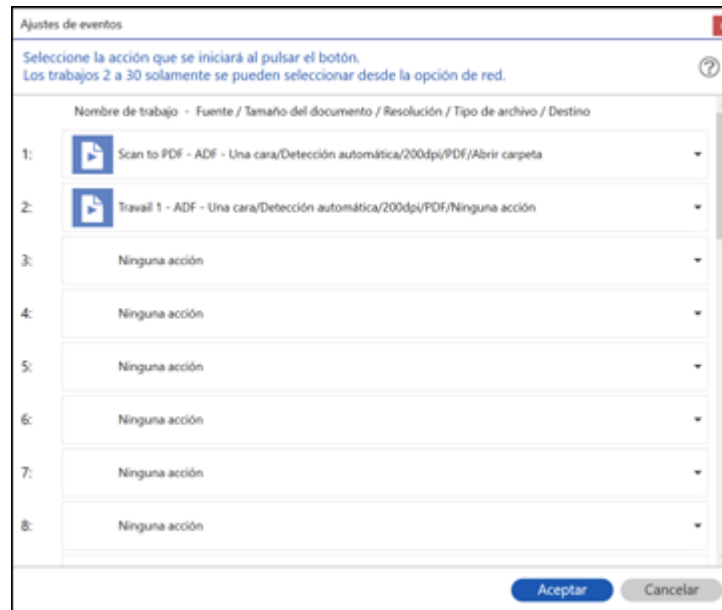 Ajustes de eventos
Seleccione la acción que se iniciará al pulsar el botón.
Los trabajos 2 a 30 solamente se pueden seleccionar desde la opción de red.
?
Nombre de trabajo - Fuente / Tamaño del documento / Resolución / Tipo de archivo / Destino
1: Scan to PDF - ADF - Una cara/Detección automática/200dpi/PDF/Abrir carpeta
2: Travail 1 - ADF - Una cara/Detección automática/200dpi/PDF/Ninguna acción
3: Ninguna acción
4: Ninguna acción
5: Ninguna acción
6: Ninguna acción
7: Ninguna acción
8: Ninguna acción
Aceptar Cancelar